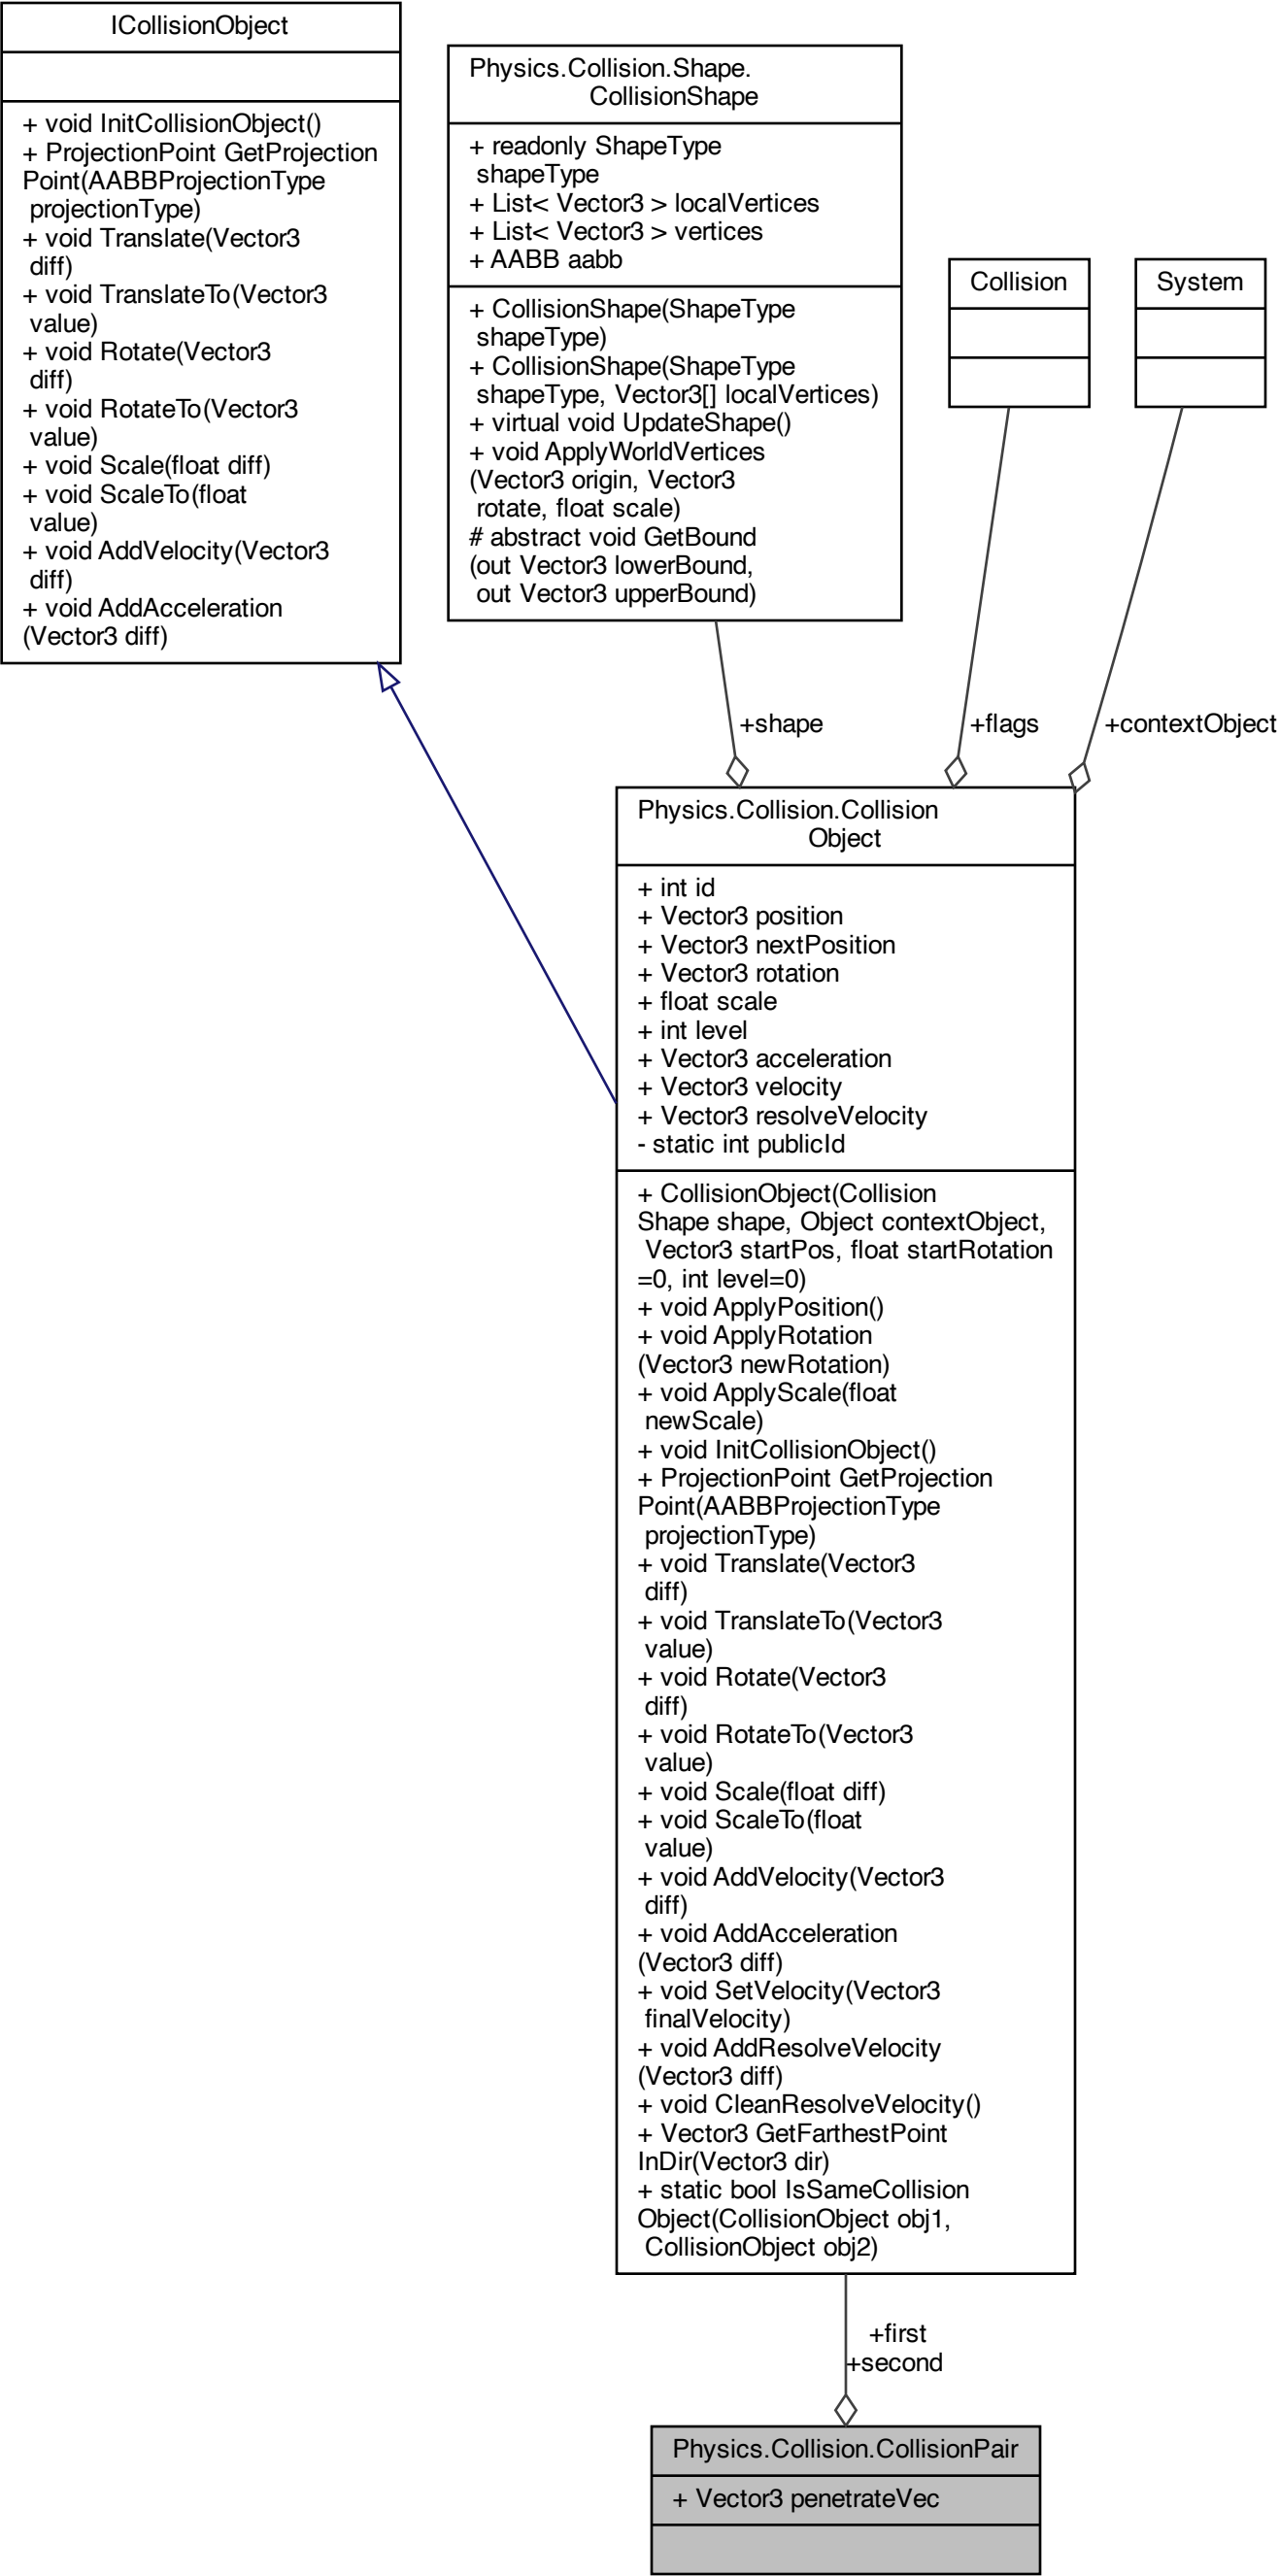 ICollisionObject
+ void InitCollisionObject()
+ ProjectionPoint GetProjection
Point(AABBProjectionType
projectionType)
+ void Translate(Vector3
diff)
+ void TranslateTo(Vector3
value)
+ void Rotate(Vector3
diff)
+ void RotateTo(Vector3
value)
+ void Scale(float diff)
+ void ScaleTo(float
value)
+ void AddVelocity(Vector3
diff)
+ void AddAcceleration
(Vector3 diff)
Physics.Collision.Shape.
CollisionShape
+ readonly ShapeType
shapeType
+ List< Vector3 > localVertices
+ List< Vector3 > vertices
+ AABB aabb
+ CollisionShape(ShapeType
shapeType)
+ CollisionShape(ShapeType
shapeType, Vector3[] localVertices)
+ virtual void UpdateShape()
+ void ApplyWorldVertices
(Vector3 origin, Vector3
rotate, float scale)
# abstract void GetBound
(out Vector3 lowerBound,
out Vector3 upperBound)
Collision
System
+shape
+flags
+contextObject
Physics.Collision.Collision
Object
+ int id
+ Vector3 position
+ Vector3 nextPosition
+ Vector3 rotation
+ float scale
+ int level
+ Vector3 acceleration
+ Vector3 velocity
+ Vector3 resolveVelocity
- static int publicId
+ CollisionObject(Collision
Shape shape, Object contextObject,
Vector3 startPos, float startRotation
=0, int level=0)
+ void ApplyPosition()
+ void ApplyRotation
(Vector3 newRotation)
+ void ApplyScale(float
newScale)
+ void InitCollisionObject()
+ ProjectionPoint GetProjection
Point(AABBProjectionType
projectionType)
+ void Translate(Vector3
diff)
+ void TranslateTo(Vector3
value)
+ void Rotate(Vector3
diff)
+ void RotateTo(Vector3
value)
+ void Scale(float diff)
+ void ScaleTo(float
value)
+ void AddVelocity(Vector3
diff)
+ void AddAcceleration
(Vector3 diff)
+ void SetVelocity(Vector3
finalVelocity)
+ void AddResolveVelocity
(Vector3 diff)
+ void CleanResolveVelocity()
+ Vector3 GetFarthestPoint
InDir(Vector3 dir)
+ static bool IsSameCollision
Object(CollisionObject obj1,
CollisionObject obj2)
+first
+second
Physics.Collision.CollisionPair
+ Vector3 penetrateVec